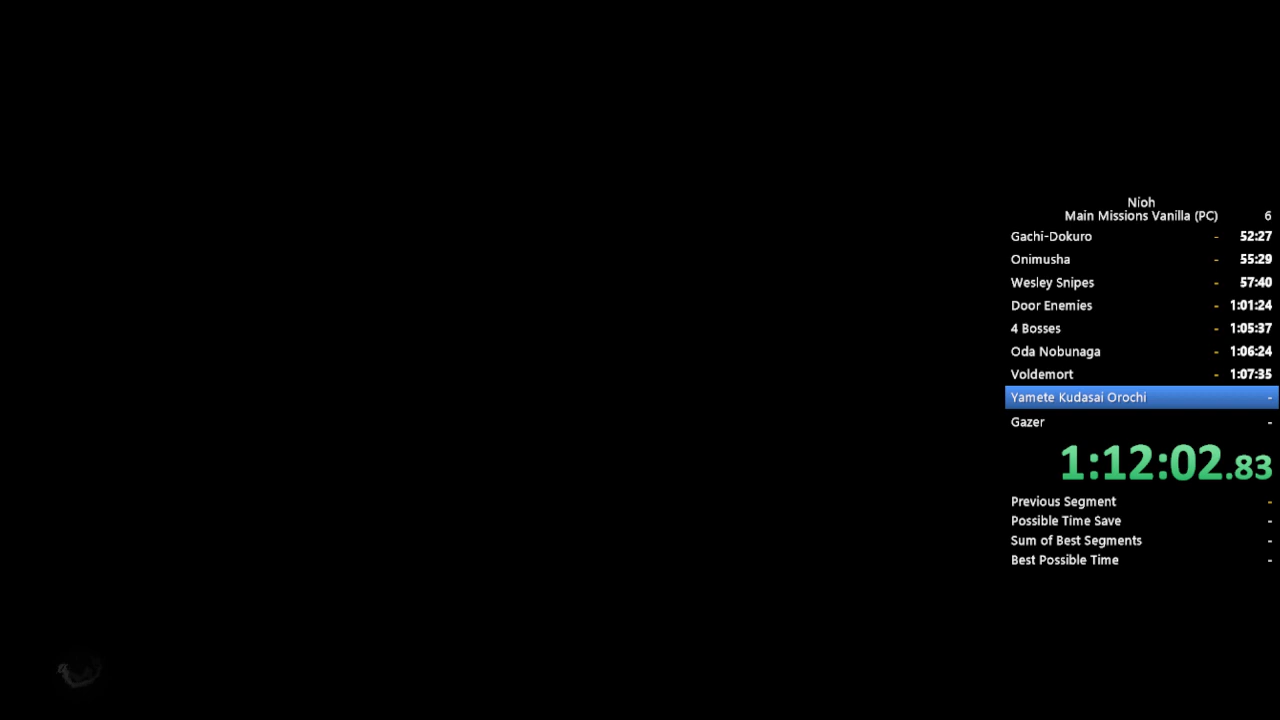 Nioh
Main Missions Vanilla (PC) 6
Gachi-Dokuro - 52:27
Onimusha - 55:29
Wesley Snipes - 57:40
Door Enemies - 1:01:24
4 Bosses - 1:05:37
Oda Nobunaga - 1:06:24
Voldemort - 1:07:35
Yamete Kudasai Orochi -
Gazer -
1:12:02.83
Previous Segment -
Possible Time Save -
Sum of Best Segments -
Best Possible Time -